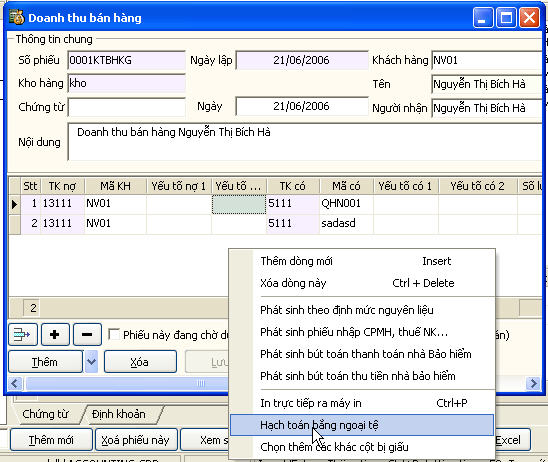 Doanh thu bán hàng
Thông tin chung
Số phiếu 0001KTBHKG Ngày lập 21/06/2006 Khách hàng NV01
Kho hàng kho Tên Nguyễn Thị Bích Hà
Chứng từ Ngày 21/06/2006 Người nhận Nguyễn Thị Bích Hà
Nội dung Doanh thu bán hàng Nguyễn Thị Bích Hà
Stt TK nợ Mã KH Yếu tố nợ 1 Yếu tố ... TK có Mã có Yếu tố có 1 Yếu tố có 2 Số lu
1 13111 NV01 5111 QHN001
2 13111 NV01 5111 sadasd
2
Thêm dòng mới Insert
Xóa dòng này Ctrl + Delete
Phát sinh theo định mức nguyên liệu
Phát sinh phiếu nhập CPMH, thuế NK...
Phát sinh bút toán thanh toán nhà Bảo hiểm
Phát sinh bút toán thu tiền nhà bảo hiểm
In trực tiếp ra máy in Ctrl+P
Hạch toán bằng ngoại tệ
Chọn thêm các khác cột bị giấu
Phiếu này đang chờ du án)
Thêm Xóa Lưu
Chứng từ Định khoản
Thêm mới Xoá phiếu này Xem s Excel